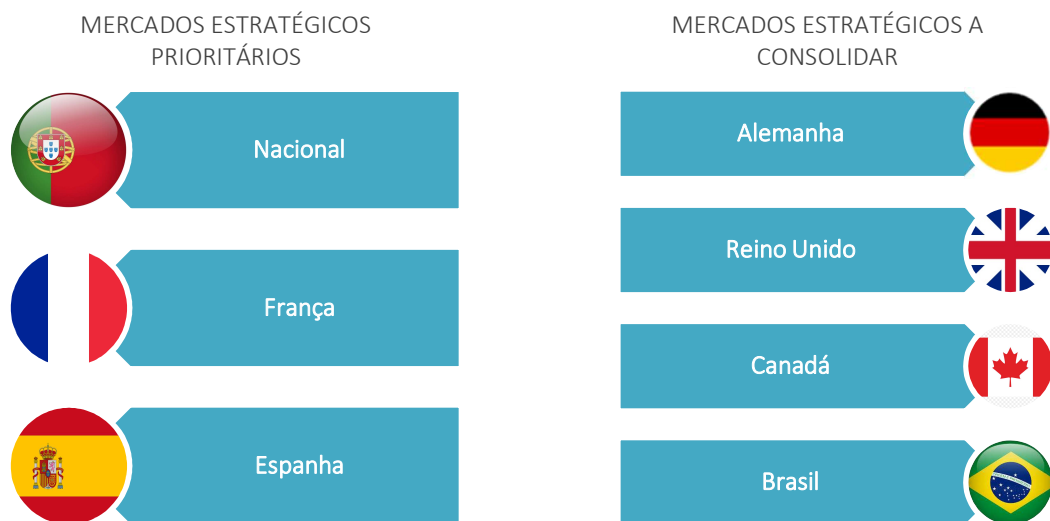 MERCADOS ESTRATÉGICOS
PRIORITÁRIOS
Nacional
França
Espanha
MERCADOS ESTRATÉGICOS A
CONSOLIDAR
Alemanha
Reino Unido
Canadá
Brasil